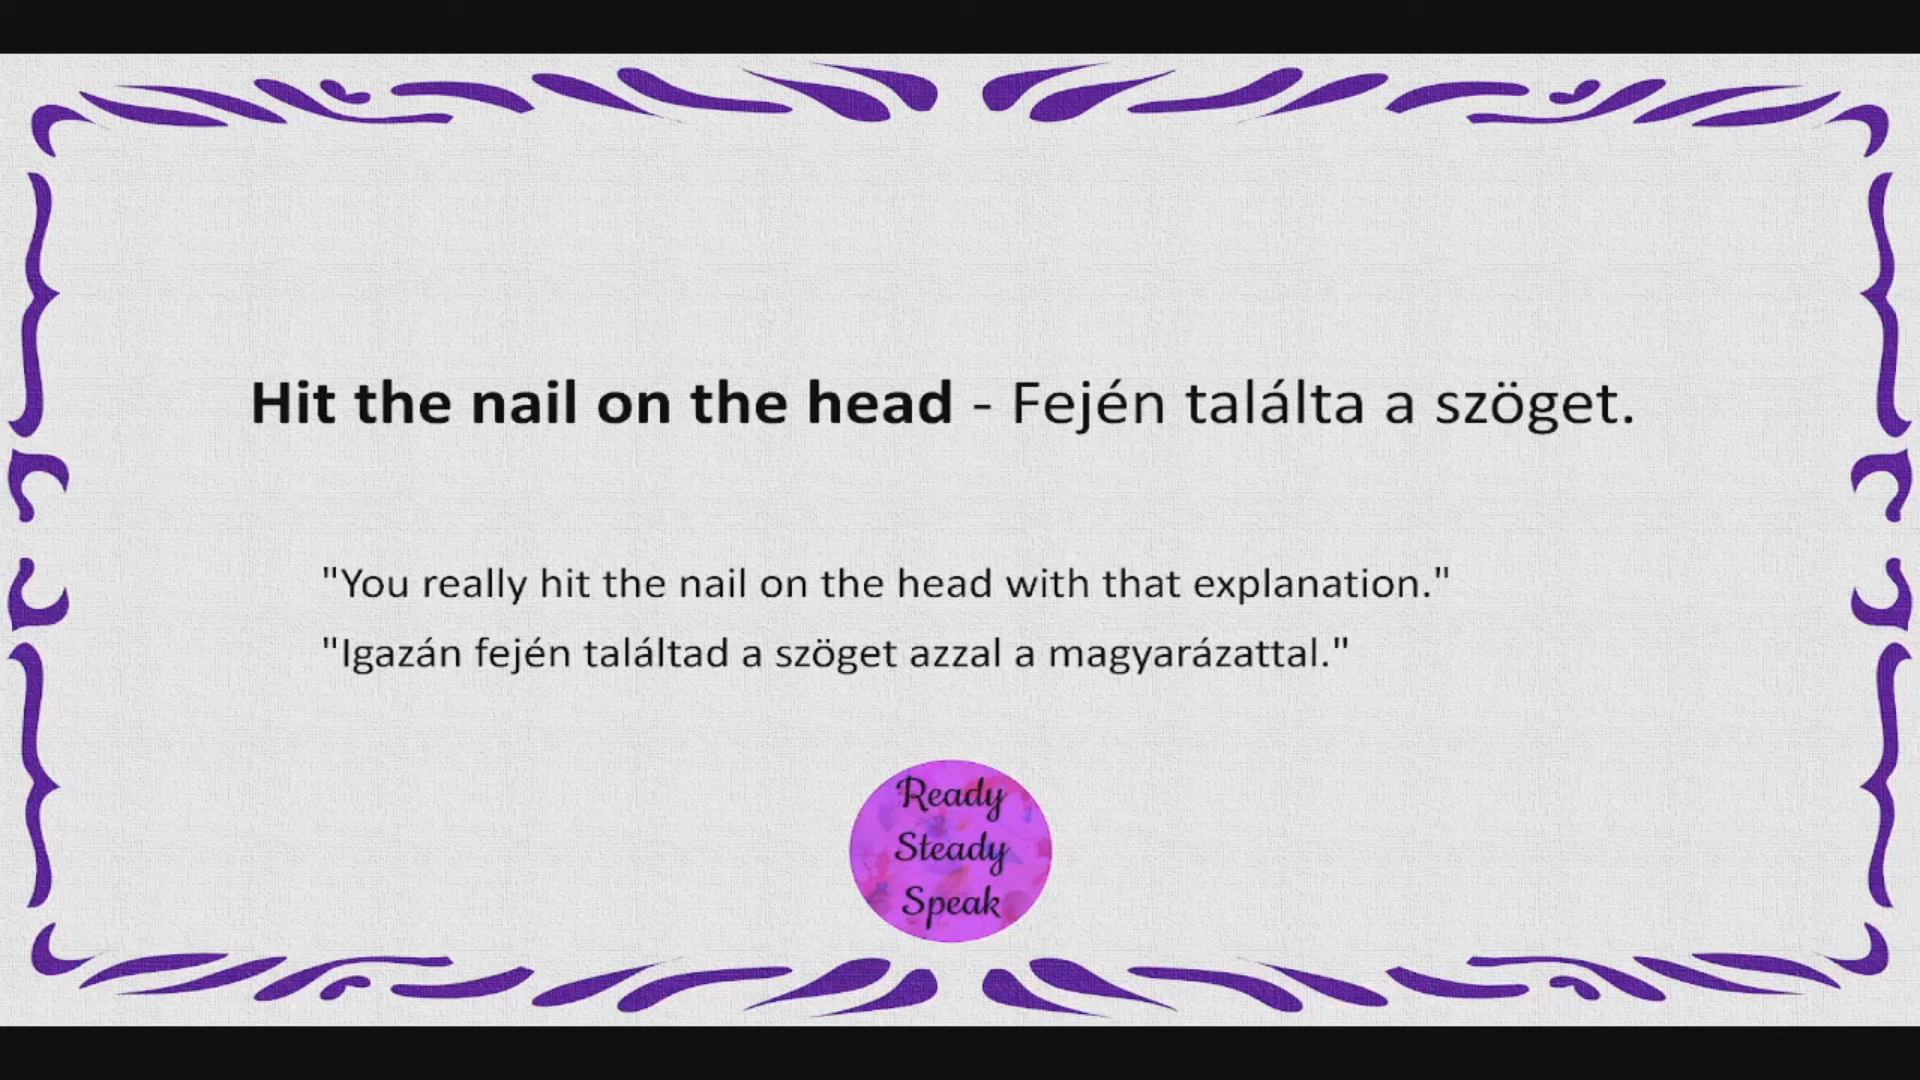 Hit the nail on the head - Fején találta a szöget.
"You really hit the nail on the head with that explanation."
"Igazán fején találtad a szöget azzal a magyarázattal."
Ready
Steady
Speak